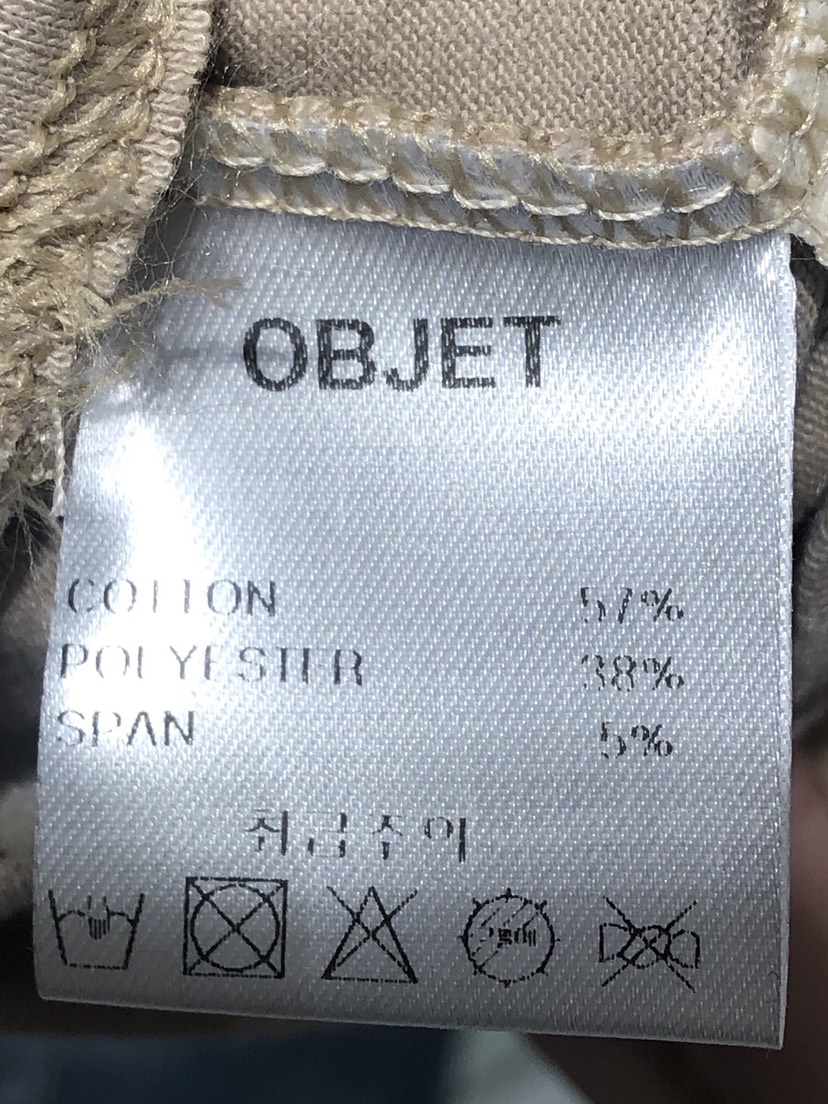 OBJET
COTTON 57%
POLYESTER 38%
SPAN 5%
취급주의